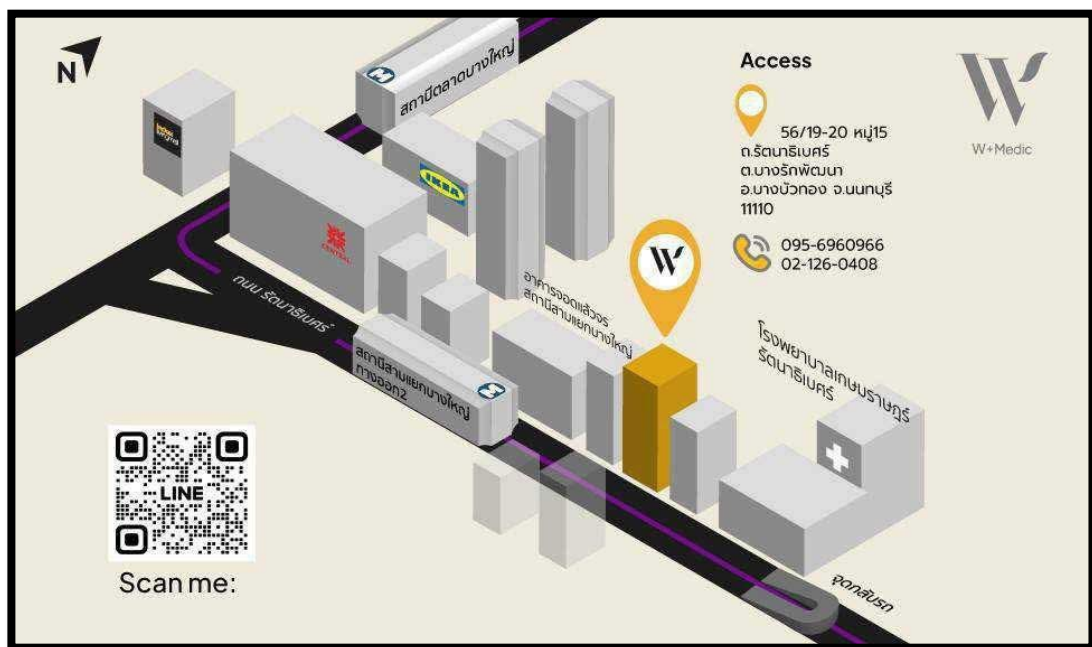 N
สถานีตลาดบางใหญ่
Index
IKEA
CENTRAL
ถนน รัตนาธิเบศร์
สถานีสามแยกบางใหญ่
ทางออก2
อาคารจอดแล้วจร
สถานีสามแยกบางใหญ่
W
โรงพยาบาลเกษมราษฎร์
รัตนาธิเบศร์
จุดกลับรถ
Access
56/19-20 หมู่15
ถ.รัตนาธิเบศร์
ต.บางรักพัฒนา
อ.บางบัวทอง จ.นนทบุรี
11110
095-6960966
02-126-0408
W
W+Medic
LINE
Scan me: